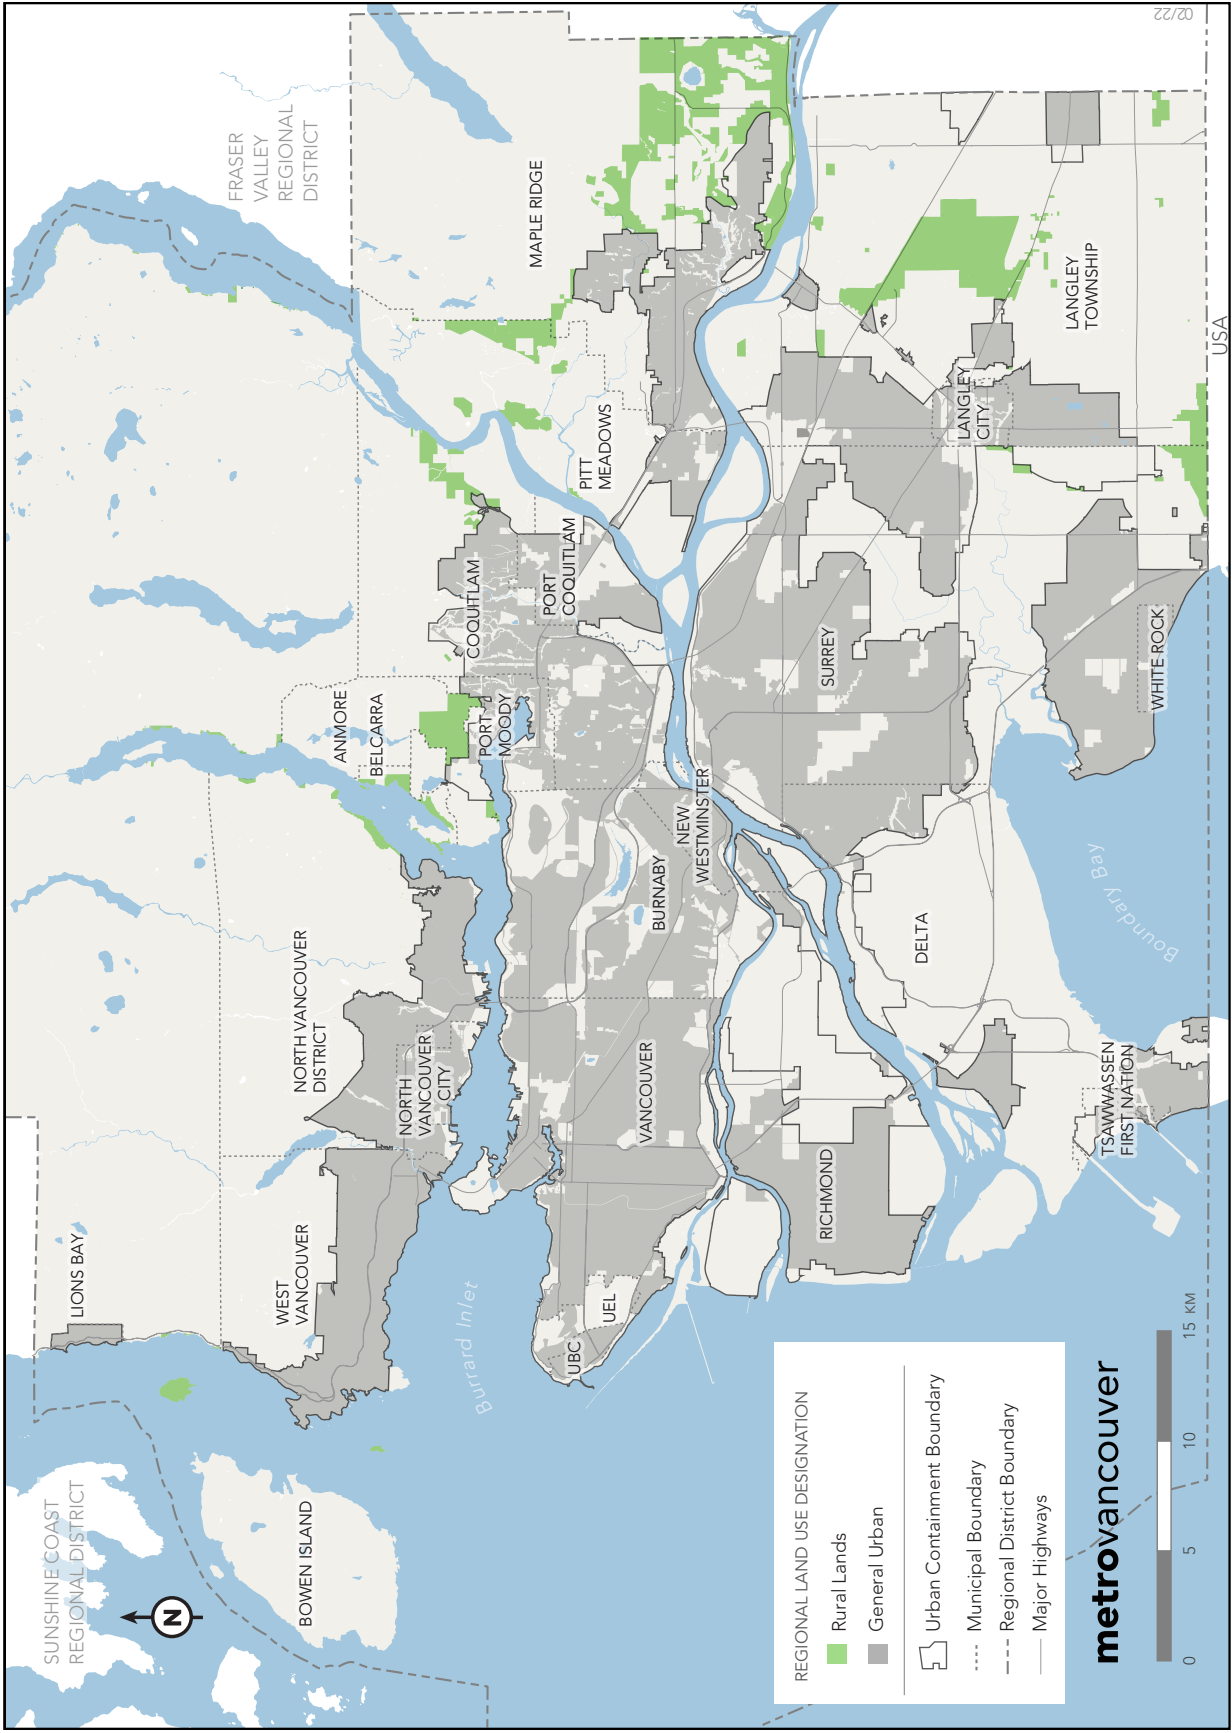 SUNSHINE COAST
REGIONAL DISTRICT
FRASER
VALLEY
REGIONAL
DISTRICT
N
BOWEN ISLAND
LIONS BAY
WEST
VANCOUVER
NORTH VANCOUVER
DISTRICT
NORTH
VANCOUVER
CITY
ANMORE
BELCARRA
PORT
MOODY
COQUITLAM
PORT
COQUITLAM
PITT
MEADOWS
MAPLE RIDGE
Burrard Inlet
UBC
UEL
VANCOUVER
BURNABY
NEW
WESTMINSTER
RICHMOND
DELTA
SURREY
LANGLEY
CITY
LANGLEY
TOWNSHIP
WHITE ROCK
Boundary Bay
TSAWWASSEN
FIRST NATION
USA
REGIONAL LAND USE DESIGNATION
Rural Lands
General Urban
Urban Containment Boundary
Municipal Boundary
Regional District Boundary
Major Highways
metrovancouver
0 5 10 15 KM
02/22